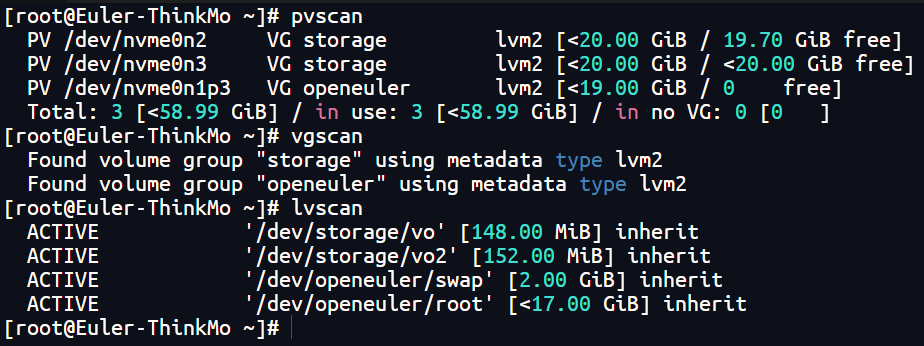 [root@Euler-ThinkMo ~]# pvscan
  PV /dev/nvme0n2     VG storage         lvm2 [<20.00 GiB / 19.70 GiB free]
  PV /dev/nvme0n3     VG storage         lvm2 [<20.00 GiB / <20.00 GiB free]
  PV /dev/nvme0n1p3   VG openeuler       lvm2 [<19.00 GiB / 0    free]
  Total: 3 [<58.99 GiB] / in use: 3 [<58.99 GiB] / in no VG: 0 [0   ]
[root@Euler-ThinkMo ~]# vgscan
  Found volume group "storage" using metadata type lvm2
  Found volume group "openeuler" using metadata type lvm2
[root@Euler-ThinkMo ~]# lvscan
  ACTIVE            '/dev/storage/vo' [148.00 MiB] inherit
  ACTIVE            '/dev/storage/vo2' [152.00 MiB] inherit
  ACTIVE            '/dev/openeuler/swap' [2.00 GiB] inherit
  ACTIVE            '/dev/openeuler/root' [<17.00 GiB] inherit
[root@Euler-ThinkMo ~]#